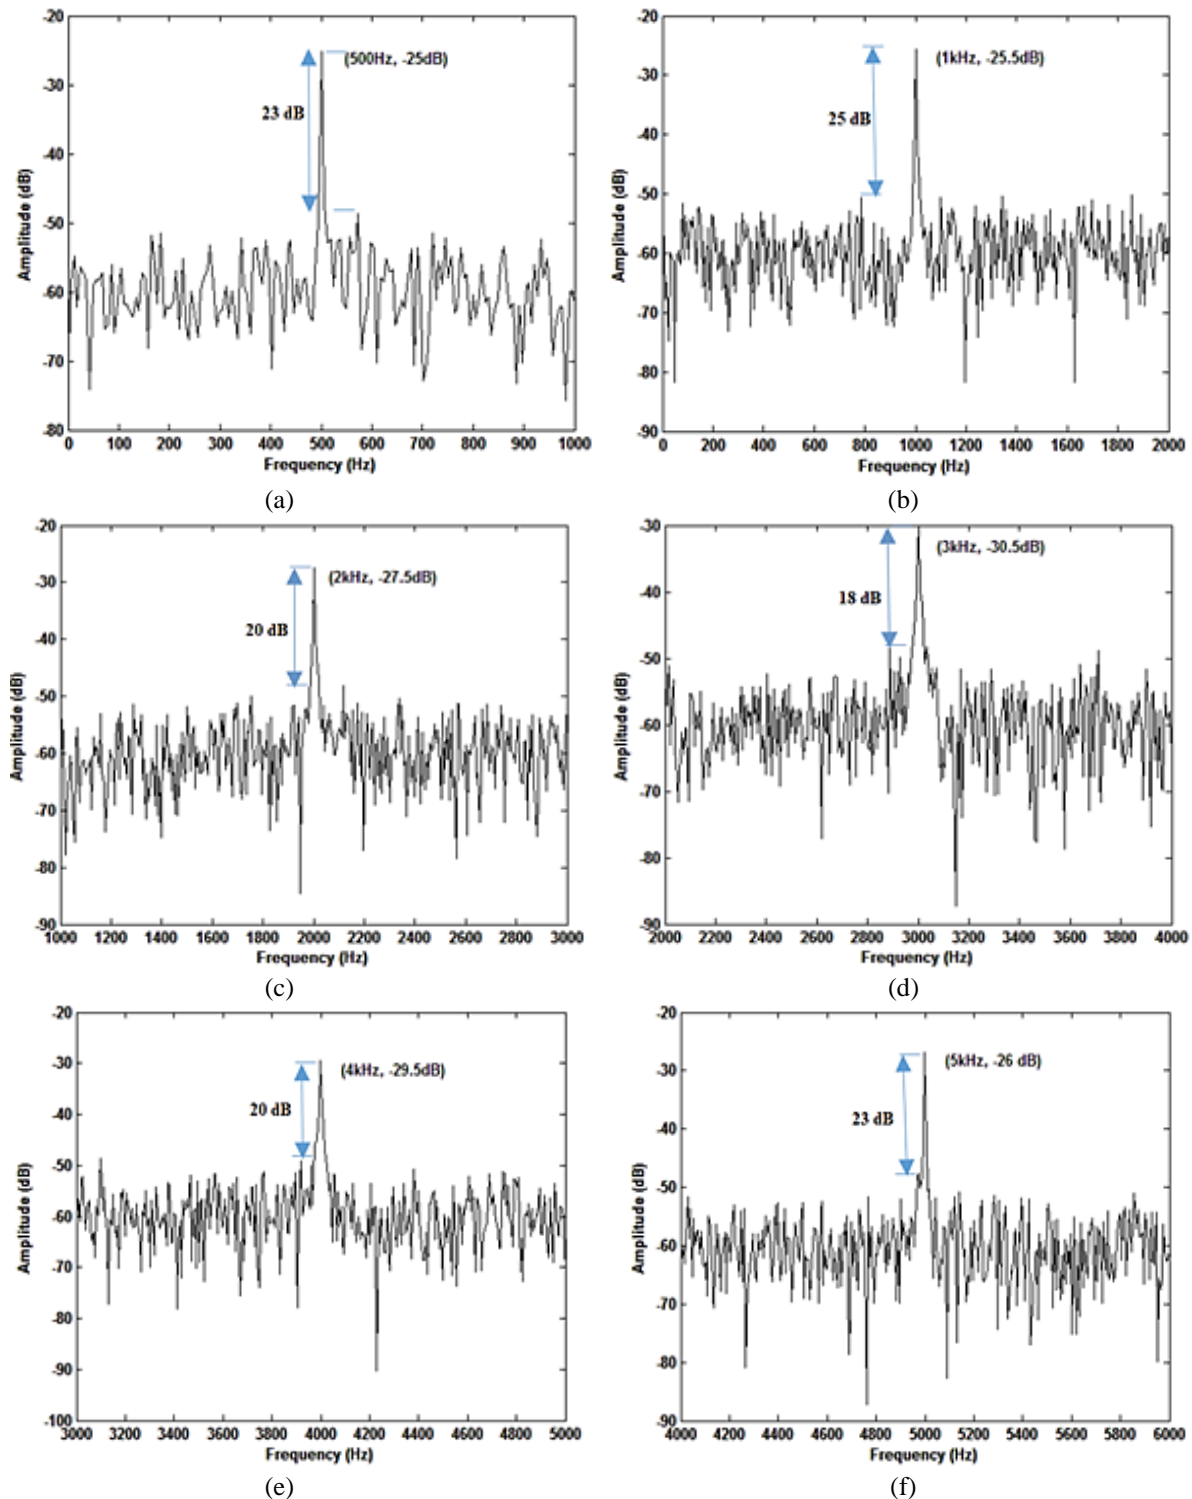 -20
-30
-40
-50
-60
-70
-80
Amplitude (dB)
(500Hz, -25dB)
23 dB
0 100 200 300 400 500 600 700 800 900 1000
Frequency (Hz)
(a)
-20
-30
-40
-50
-60
-70
-80
-90
Amplitude (dB)
(1kHz, -25.5dB)
25 dB
0 200 400 600 800 1000 1200 1400 1600 1800 2000
Frequency (Hz)
(b)
-20
-30
-40
-50
-60
-70
-80
-90
Amplitude (dB)
(2kHz, -27.5dB)
20 dB
1000 1200 1400 1600 1800 2000 2200 2400 2600 2800 3000
Frequency (Hz)
(c)
-30
-40
-50
-60
-70
-80
-90
Amplitude (dB)
(3kHz, -30.5dB)
18 dB
2000 2200 2400 2600 2800 3000 3200 3400 3600 3800 4000
Frequency (Hz)
(d)
-20
-30
-40
-50
-60
-70
-80
-90
-100
Amplitude (dB)
(4kHz, -29.5dB)
20 dB
3000 3200 3400 3600 3800 4000 4200 4400 4600 4800 5000
Frequency (Hz)
(e)
-20
-30
-40
-50
-60
-70
-80
-90
Amplitude (dB)
(5kHz, -26 dB)
23 dB
4000 4200 4400 4600 4800 5000 5200 5400 5600 5800 6000
Frequency (Hz)
(f)